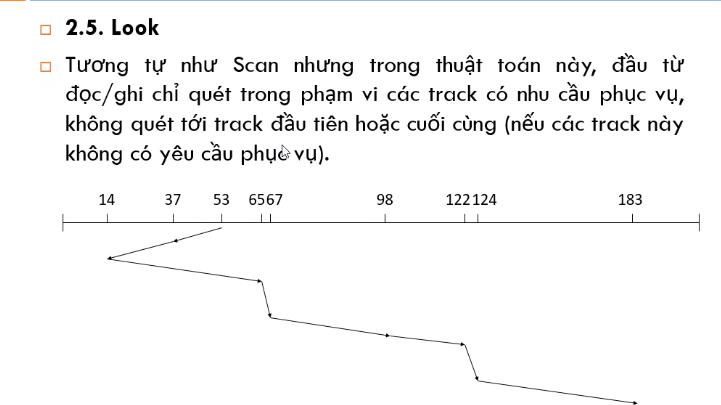 2.5. Look
Tương tự như Scan nhưng trong thuật toán này, đầu từ
đọc/ghi chỉ quét trong phạm vi các track có nhu cầu phục vụ,
không quét tới track đầu tiên hoặc cuối cùng (nếu các track này
không có yêu cầu phục vụ).
14 37 53 65 67 98 122 124 183